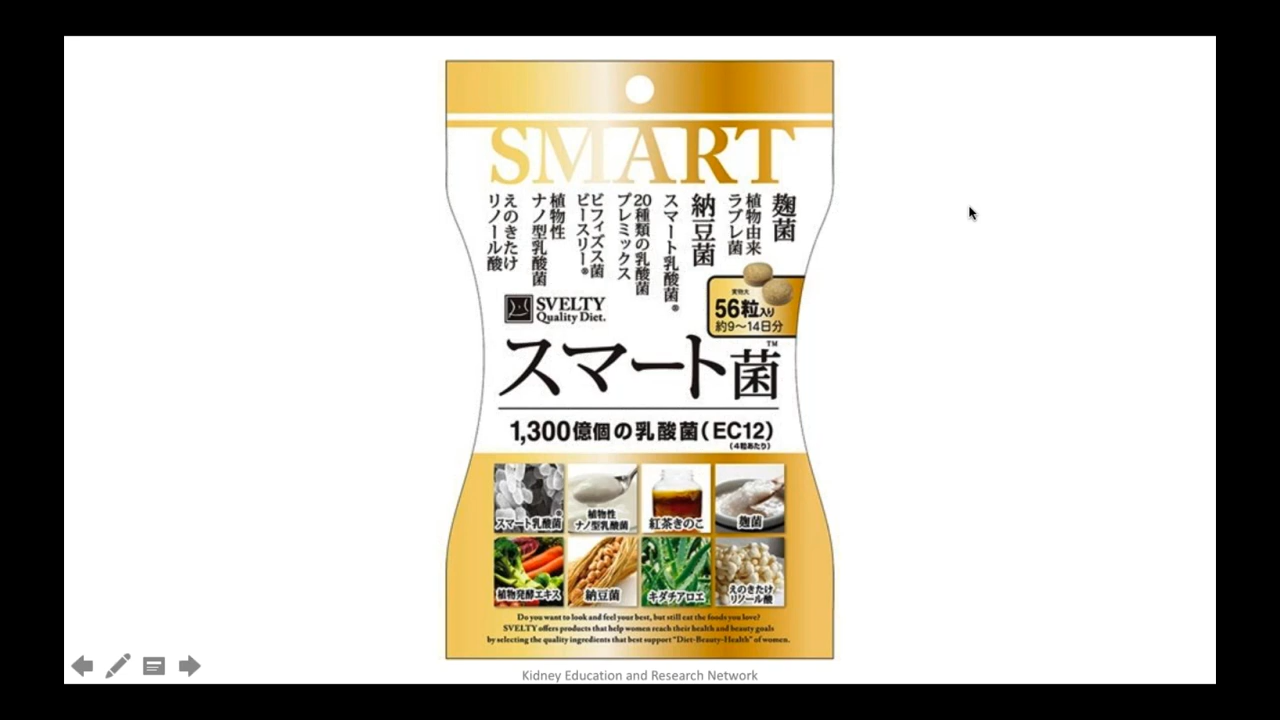 SMART
麹菌
植物由来
ラブレ菌
納豆菌
スマート乳酸菌®
20種類の乳酸菌
プレミックス
ビフィズス菌
ビースリー®
植物性
ナノ型乳酸菌
えのきたけ
リノール酸
実物大
56粒入り
約9〜14日分
SVELTY
Quality Diet.
スマート菌™
1,300億個の乳酸菌(EC12)
(4粒あたり)
スマート乳酸菌®
植物性
ナノ型乳酸菌
紅茶きのこ
麹菌
植物発酵エキス
納豆菌
キダチアロエ
えのきたけ
リノール酸
Do you want to look and feel your best, but still eat the foods you love?
SVELTY offers products that help women reach their health and beauty goals
by selecting the quality ingredients that best support "Diet-Beauty-Health" of women.
Kidney Education and Research Network